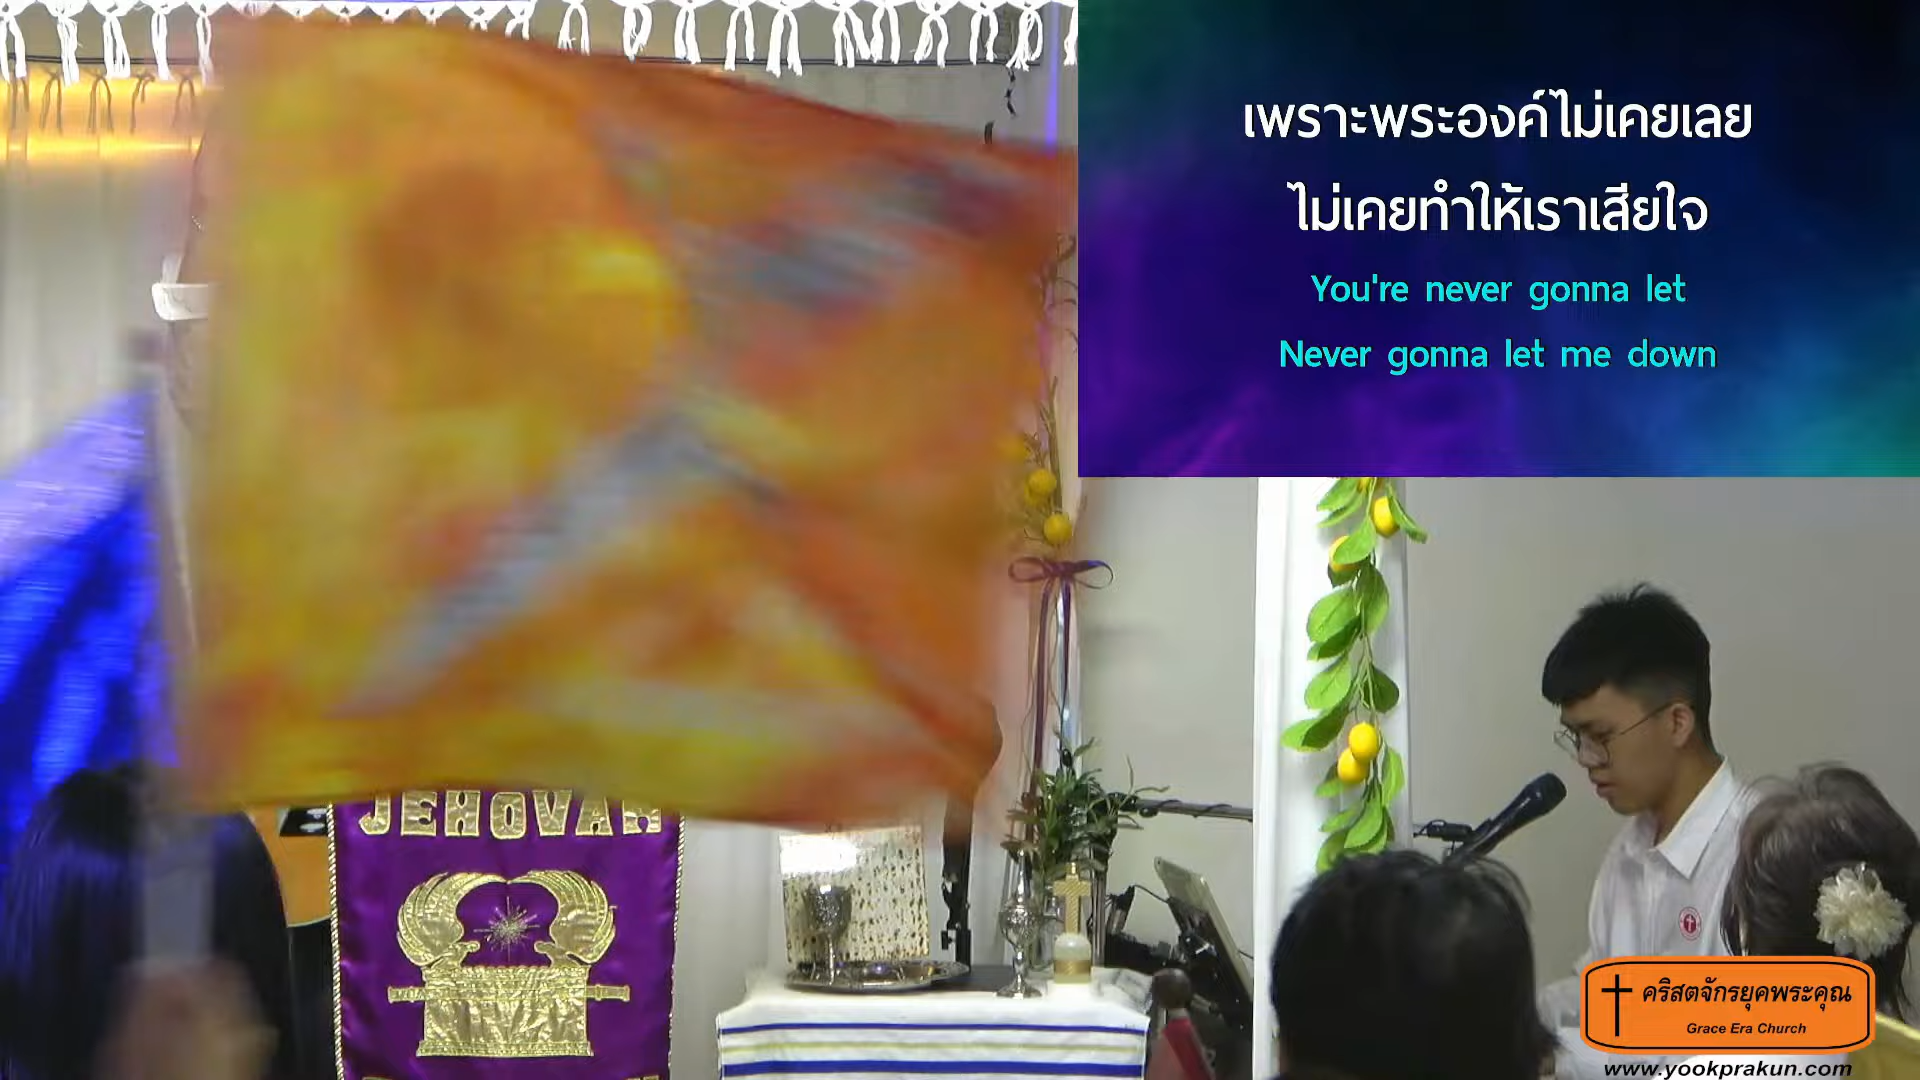 เพราะพระองค์ไม่เคยเลย
ไม่เคยทำให้เราเสียใจ
You're never gonna let
Never gonna let me down
JEHOVAH
คริสตจักรยุคพระคุณ
Grace Era Church
www.yookprakun.com